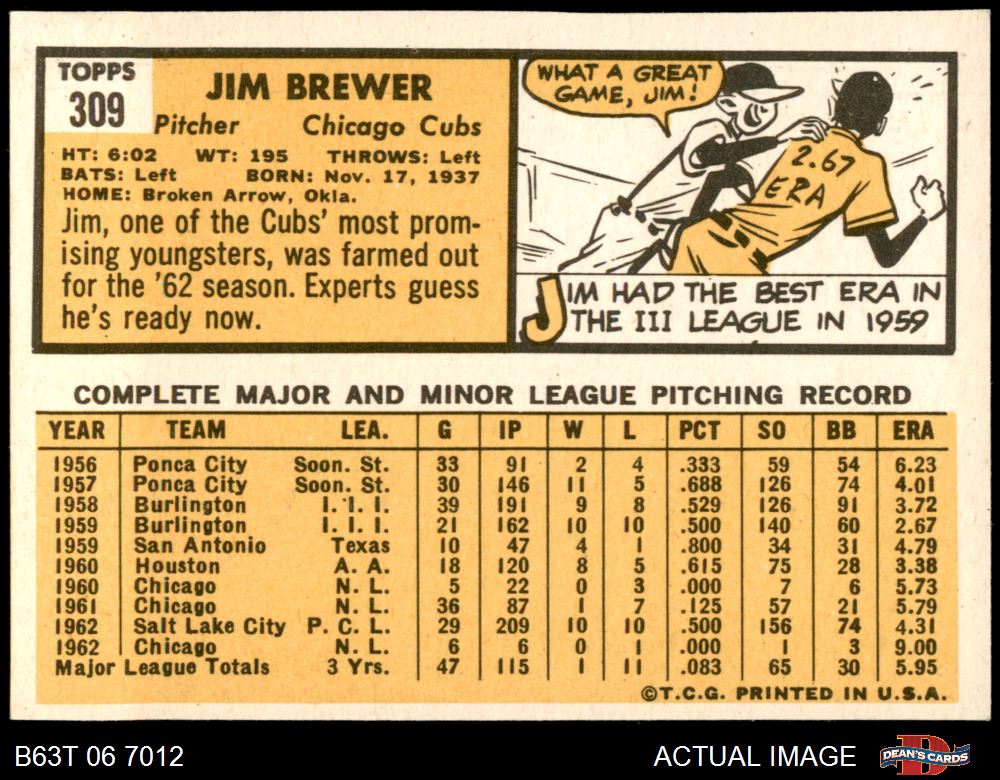 TOPPS
309
JIM BREWER
Pitcher Chicago Cubs
HT: 6:02 WT: 195 THROWS: Left
BATS: Left BORN: Nov. 17, 1937
HOME: Broken Arrow, Okla.
Jim, one of the Cubs' most prom-
ising youngsters, was farmed out
for the '62 season. Experts guess
he's ready now.
WHAT A GREAT
GAME, JIM!
2.67
ERA
JIM HAD THE BEST ERA IN
THE III LEAGUE IN 1959
COMPLETE MAJOR AND MINOR LEAGUE PITCHING RECORD
YEAR TEAM LEA. G IP W L PCT SO BB ERA
1956 Ponca City Soon. St. 33 91 2 4 .333 59 54 6.23
1957 Ponca City Soon. St. 30 146 11 5 .688 126 74 4.01
1958 Burlington I. I. I. 39 191 9 8 .529 126 91 3.72
1959 Burlington I. I. I. 21 162 10 10 .500 140 60 2.67
1959 San Antonio Texas 10 47 4 1 .800 34 31 4.79
1960 Houston A. A. 18 120 8 5 .615 75 28 3.38
1960 Chicago N. L. 5 22 0 3 .000 7 6 5.73
1961 Chicago N. L. 36 87 1 7 .125 57 21 5.79
1962 Salt Lake City P. C. L. 29 209 10 10 .500 156 74 4.31
1962 Chicago N. L. 6 6 0 1 .000 1 3 9.00
Major League Totals 3 Yrs. 47 115 1 11 .083 65 30 5.95
©T.C.G. PRINTED IN U.S.A.
B63T 06 7012 ACTUAL IMAGE DEAN'S CARDS